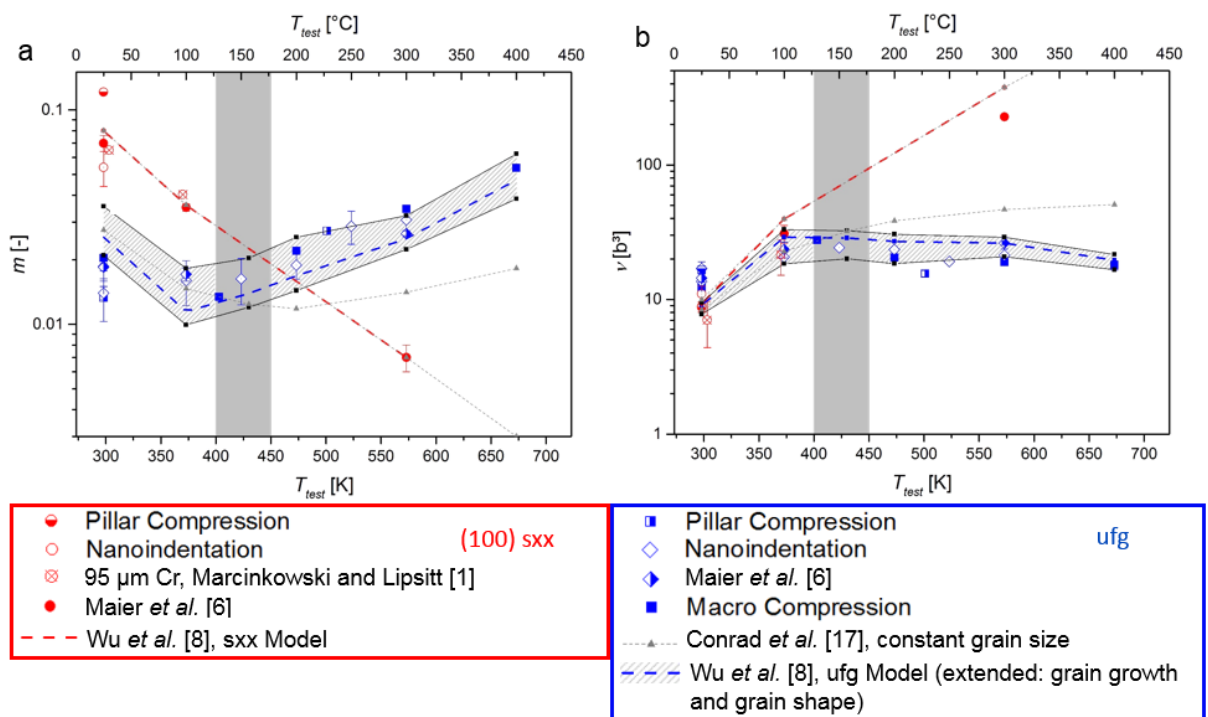 T_test [°C]
0 50 100 150 200 250 300 350 400 450
a
m [-]
0.1
0.01
300 350 400 450 500 550 600 650 700
T_test [K]
T_test [°C]
0 50 100 150 200 250 300 350 400 450
b
v [b³]
100
10
1
300 350 400 450 500 550 600 650 700
T_test [K]
Pillar Compression
(100) sxx
Nanoindentation
95 µm Cr, Marcinkowski and Lipsitt [1]
Maier et al. [6]
Wu et al. [8], sxx Model
Pillar Compression
ufg
Nanoindentation
Maier et al. [6]
Macro Compression
Conrad et al. [17], constant grain size
Wu et al. [8], ufg Model (extended: grain growth
and grain shape)